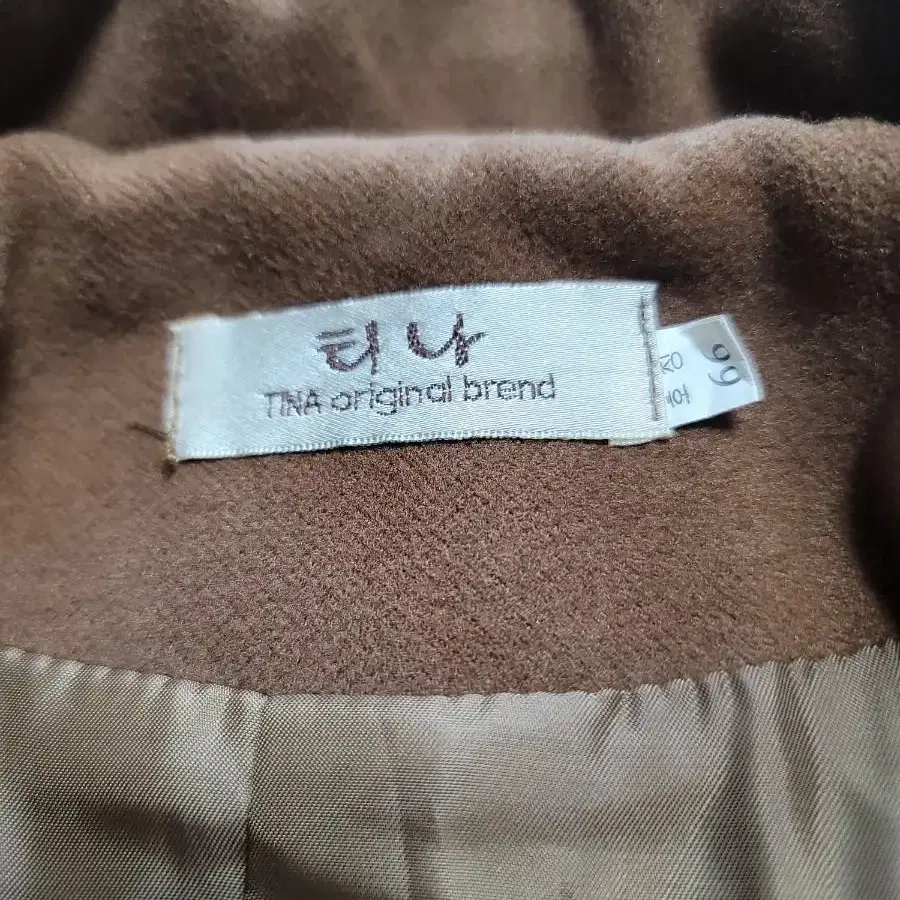 티나
TINA original brend
66